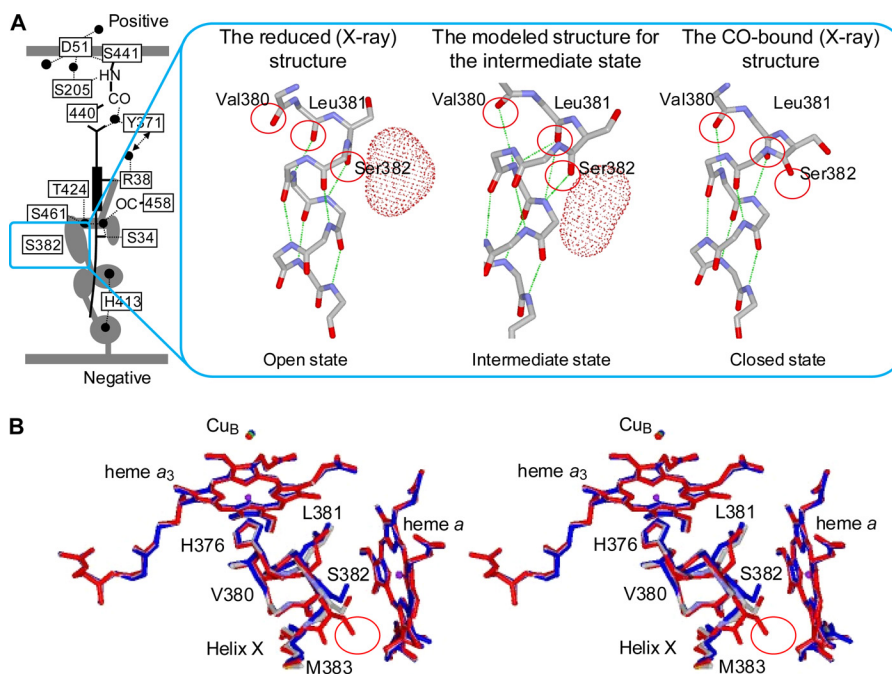 A
Positive
D51
S441
HN
S205
CO
440
Y371
R38
T424
OC
458
S461
S382
S34
H413
Negative
The reduced (X-ray)
structure
Val380
Leu381
Ser382
Open state
The modeled structure for
the intermediate state
Val380
Leu381
Ser382
Intermediate state
The CO-bound (X-ray)
structure
Val380
Leu381
Ser382
Closed state
B
CuB
heme a3
L381
heme a
H376
S382
V380
Helix X
M383
CuB
heme a3
L381
heme a
H376
S382
V380
Helix X
M383